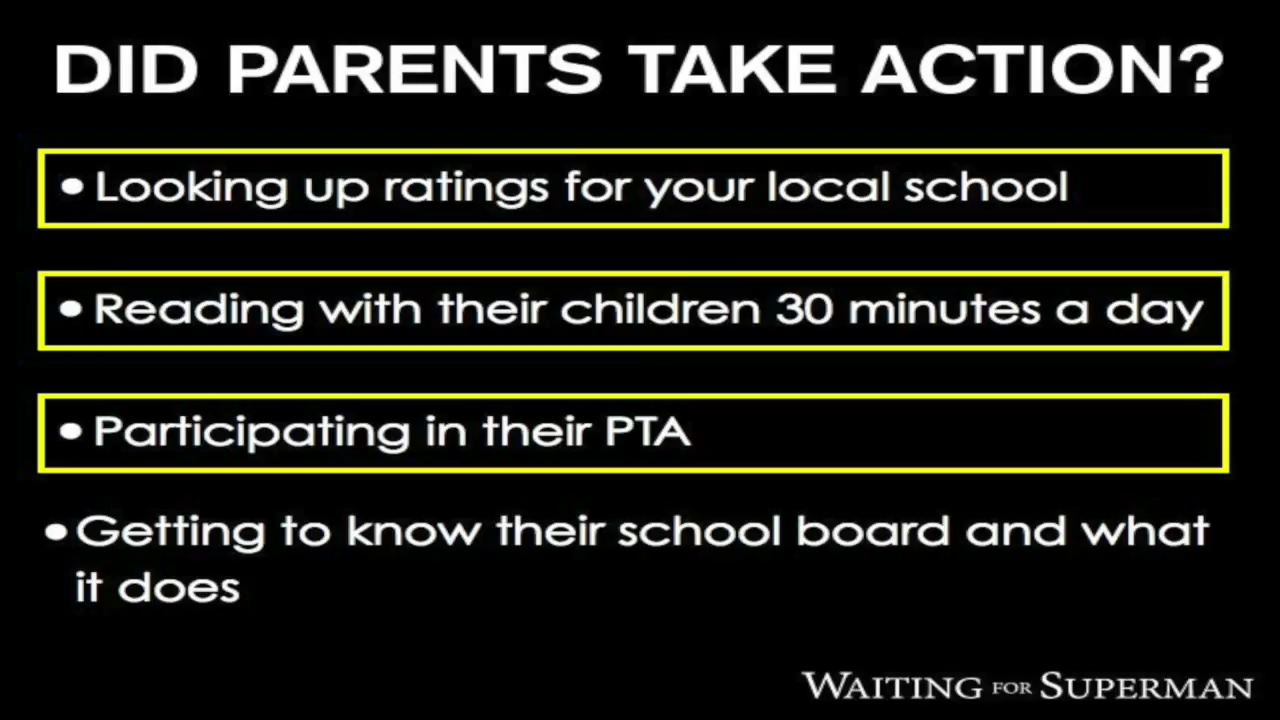 DID PARENTS TAKE ACTION?
• Looking up ratings for your local school
• Reading with their children 30 minutes a day
• Participating in their PTA
• Getting to know their school board and what
it does
WAITING FOR SUPERMAN